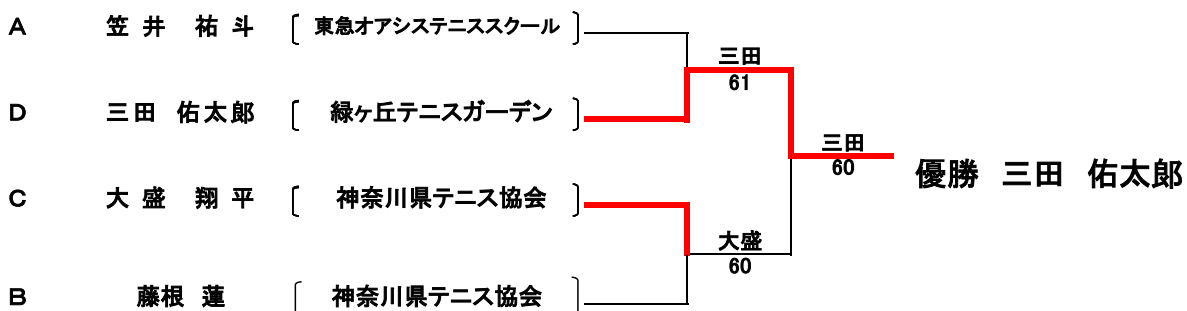 A 笠井 祐斗 〔 東急オアシステニススクール 〕
三田
61
D 三田 佑太郎 〔 緑ヶ丘テニスガーデン 〕
三田
60
優勝 三田 佑太郎
C 大盛 翔平 〔 神奈川県テニス協会 〕
大盛
60
B 藤根 蓮 〔 神奈川県テニス協会 〕